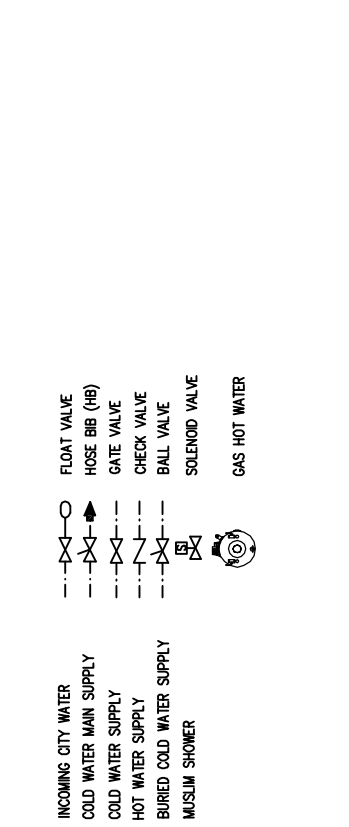 INCOMING CITY WATER
COLD WATER MAIN SUPPLY
COLD WATER SUPPLY
HOT WATER SUPPLY
BURIED COLD WATER SUPPLY
MUSLIM SHOWER
FLOAT VALVE
HOSE BIB (HB)
GATE VALVE
CHECK VALVE
BALL VALVE
S
SOLENOID VALVE
GAS HOT WATER